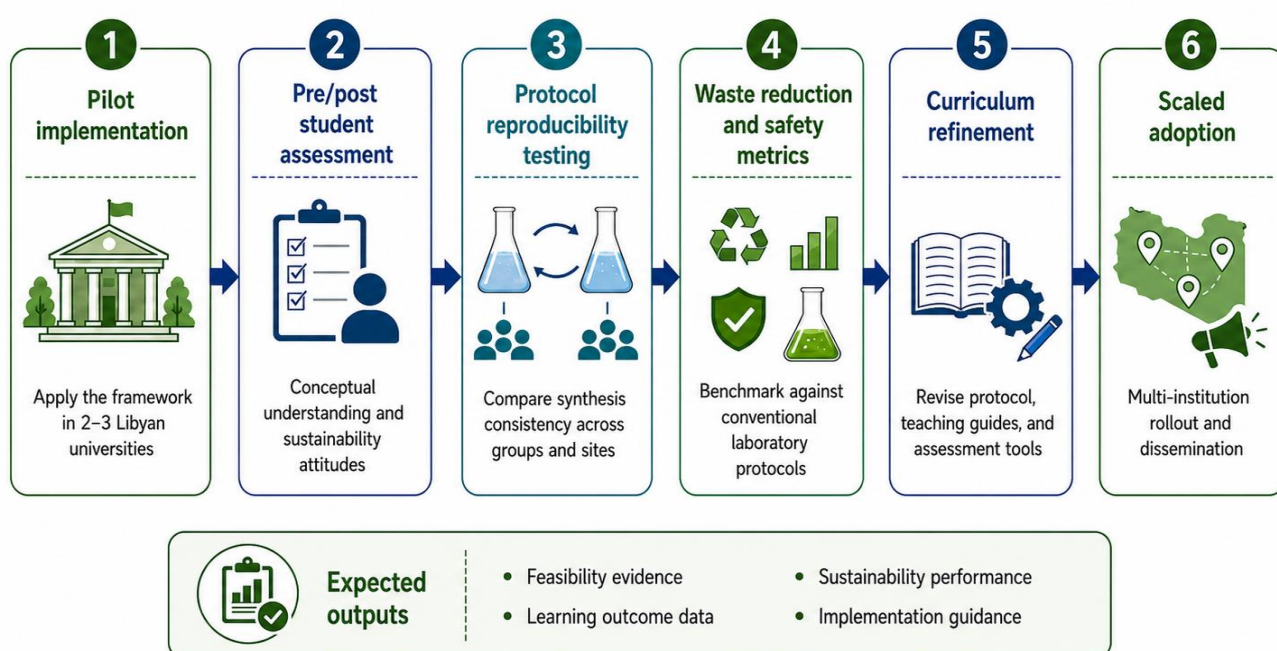 1
Pilot
implementation
Apply the framework
in 2–3 Libyan
universities
2
Pre/post
student
assessment
Conceptual
understanding and
sustainability
attitudes
3
Protocol
reproducibility
testing
Compare synthesis
consistency across
groups and sites
4
Waste reduction
and safety
metrics
Benchmark against
conventional
laboratory
protocols
5
Curriculum
refinement
Revise protocol,
teaching guides, and
assessment tools
6
Scaled
adoption
Multi-institution
rollout and
dissemination
Expected
outputs
• Feasibility evidence
• Learning outcome data
• Sustainability performance
• Implementation guidance